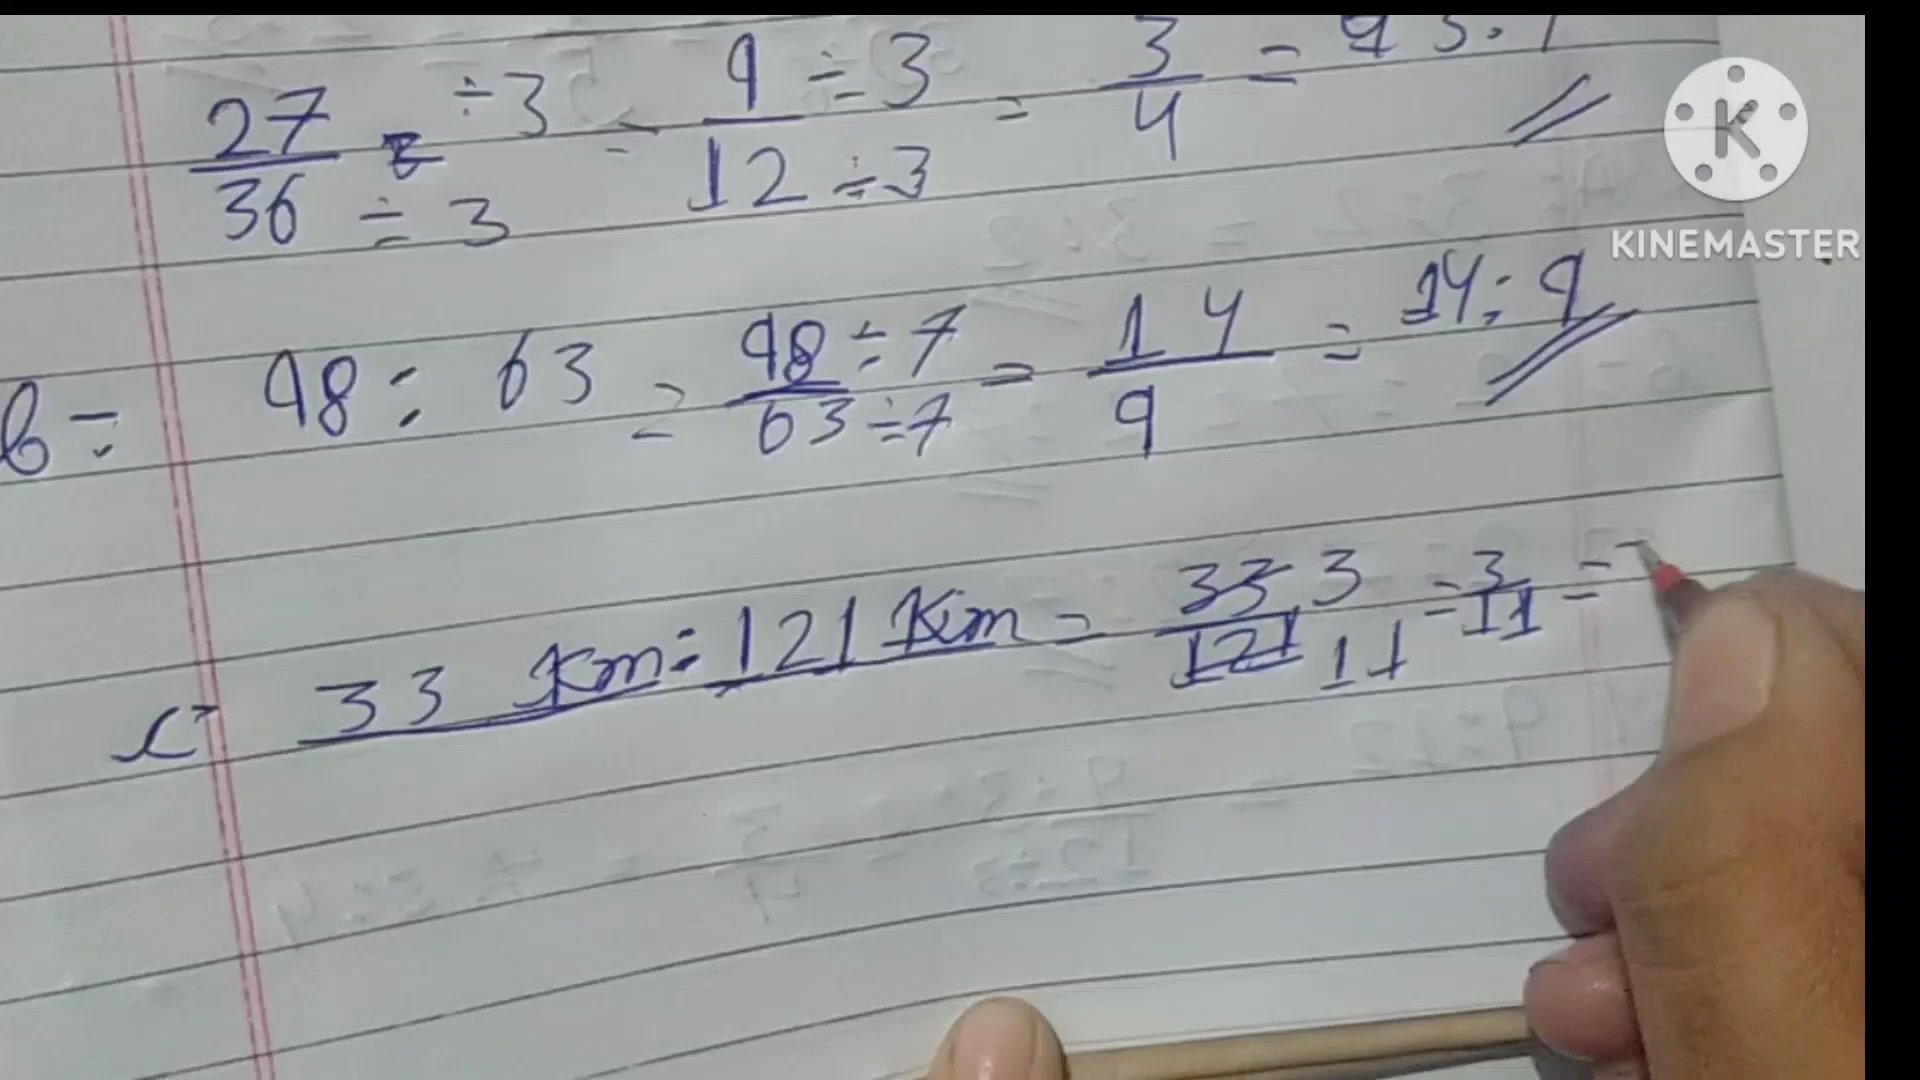 27/36 ÷3/÷3 = 9÷3/12÷3 = 3/4 =
b- 98 : 63 = 98÷7/63÷7 = 14/9 = 14:9
c 33 Km : 121 Km = 33 3/121 11 = 3/11 =
K
KINEMASTER